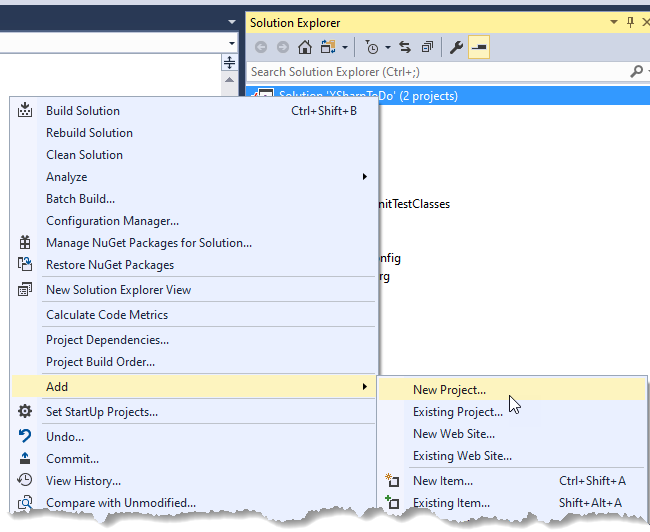 Solution Explorer
Search Solution Explorer (Ctrl+;)
Solution 'XSharpToDo' (2 projects)
Build Solution Ctrl+Shift+B
Rebuild Solution
Clean Solution
Analyze
Batch Build...
nitTestClasses
Configuration Manager...
Manage NuGet Packages for Solution...
nfig
Restore NuGet Packages
rg
New Solution Explorer View
Calculate Code Metrics
Project Dependencies...
Project Build Order...
Add
New Project...
Set StartUp Projects...
Existing Project...
Undo...
New Web Site...
Commit...
Existing Web Site...
View History...
New Item... Ctrl+Shift+A
Compare with Unmodified...
Existing Item... Shift+Alt+A